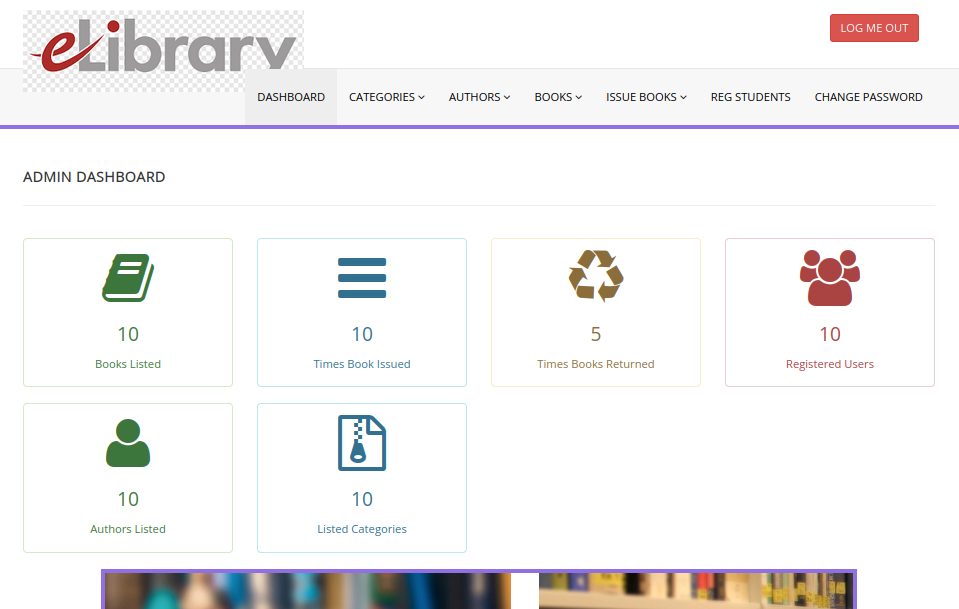 eLibrary
LOG ME OUT
DASHBOARD CATEGORIES AUTHORS BOOKS ISSUE BOOKS REG STUDENTS CHANGE PASSWORD
ADMIN DASHBOARD
10
Books Listed
10
Times Book Issued
5
Times Books Returned
10
Registered Users
10
Authors Listed
10
Listed Categories